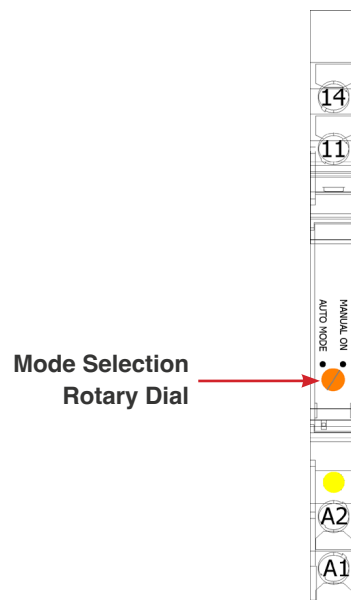 14
11
MANUAL ON
AUTO MODE
Mode Selection
Rotary Dial
A2
A1